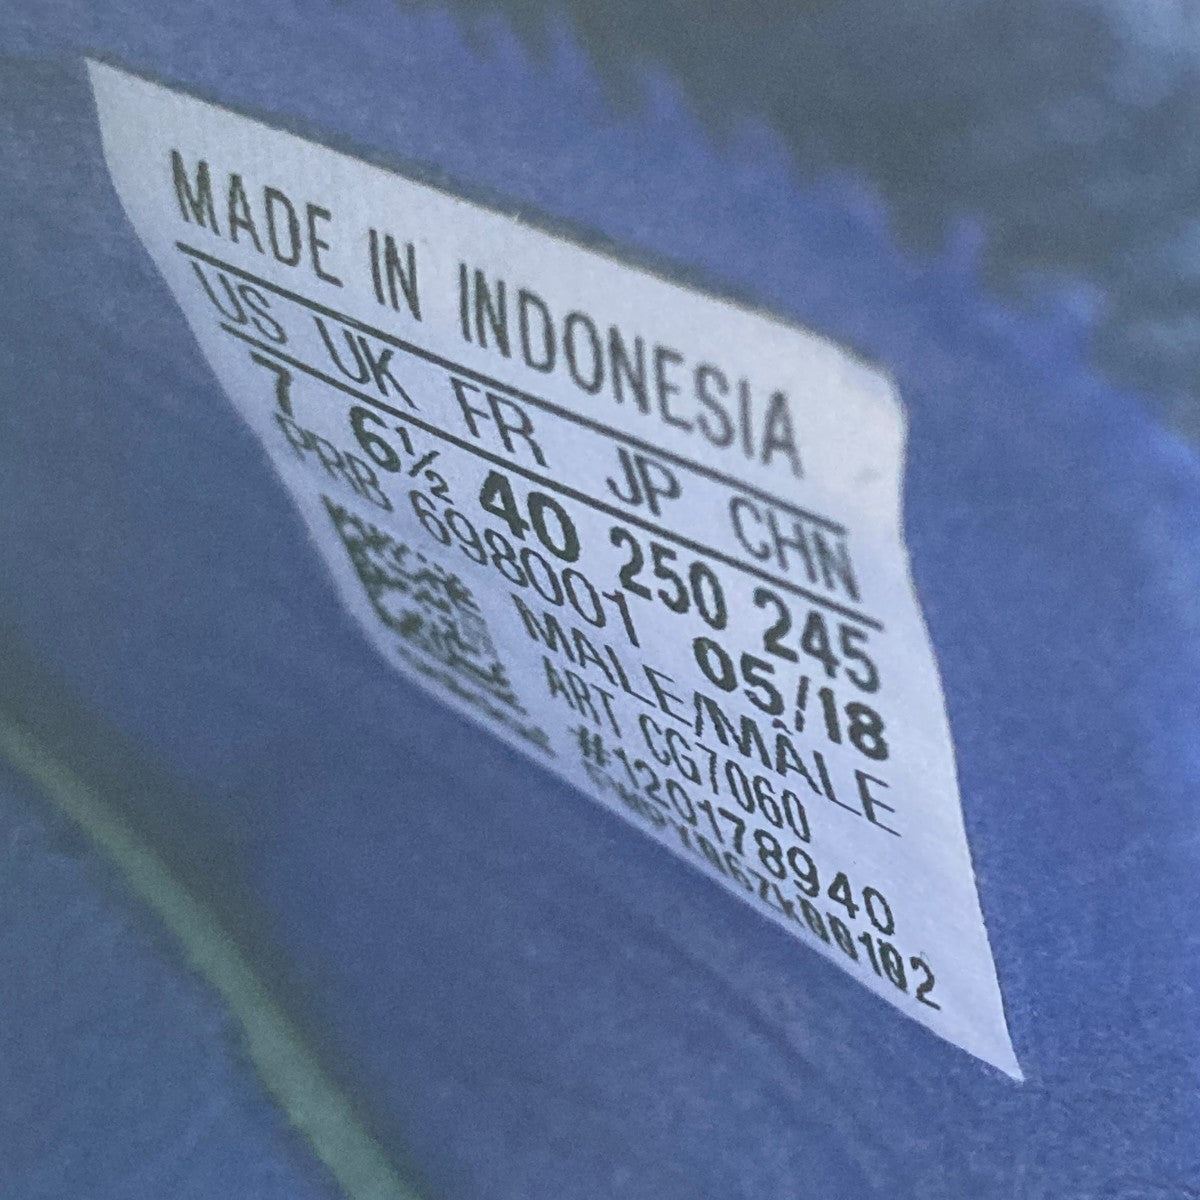 MADE IN INDONESIA
US UK FR JP CHN
7 6½ 40 250 245
PRB 698001 05/18
MALE/MÂLE
ART CG7060
#1201178940